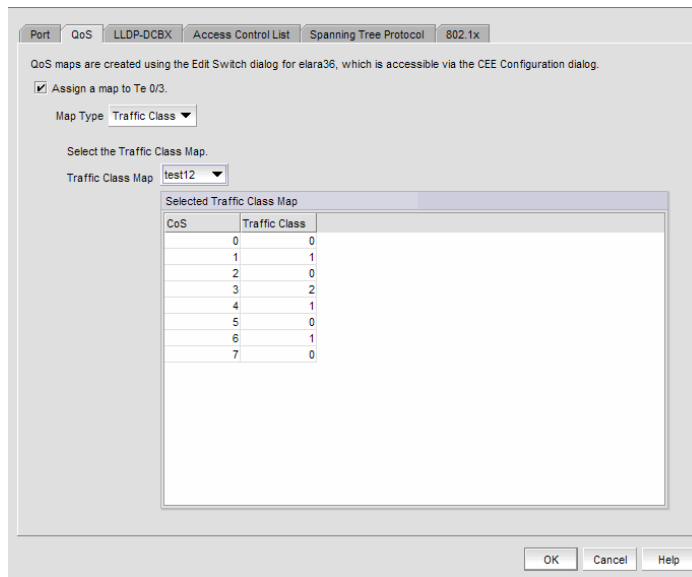 Port QoS LLDP-DCBX Access Control List Spanning Tree Protocol 802.1x
QoS maps are created using the Edit Switch dialog for elara36, which is accessible via the CEE Configuration dialog.
Assign a map to Te 0/3.
Map Type Traffic Class
Select the Traffic Class Map.
Traffic Class Map test12
Selected Traffic Class Map
CoS Traffic Class
0 0
1 1
2 0
3 2
4 1
5 0
6 1
7 0
OK Cancel Help